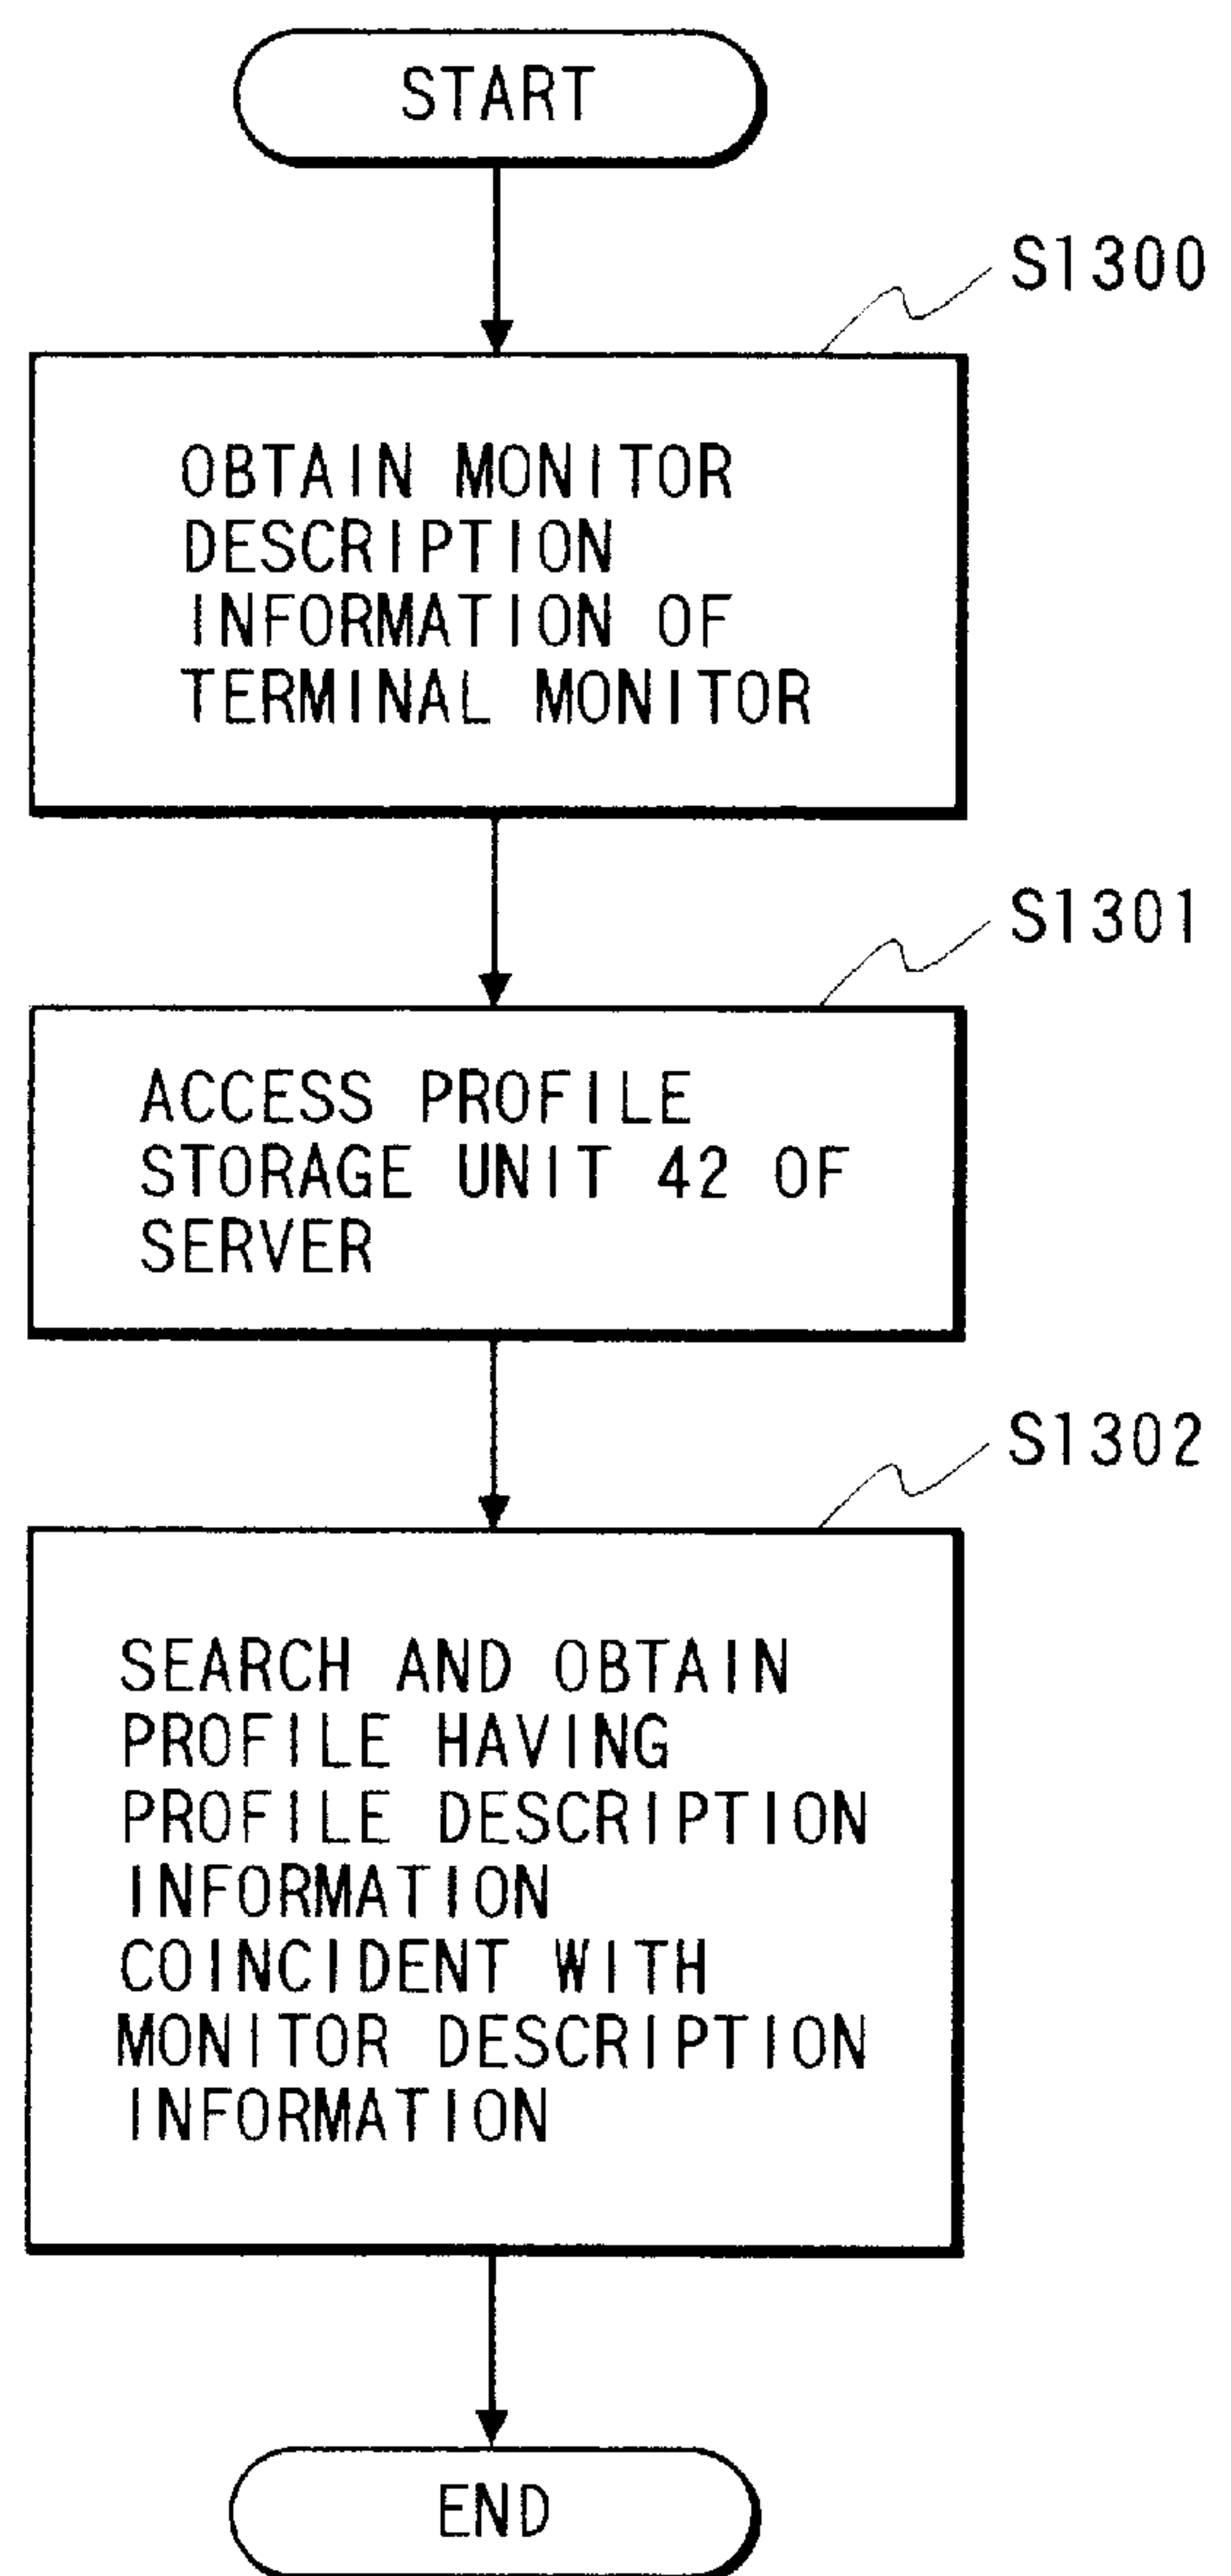 START
S1300
OBTAIN MONITOR
DESCRIPTION
INFORMATION OF
TERMINAL MONITOR
S1301
ACCESS PROFILE
STORAGE UNIT 42 OF
SERVER
S1302
SEARCH AND OBTAIN
PROFILE HAVING
PROFILE DESCRIPTION
INFORMATION
COINCIDENT WITH
MONITOR DESCRIPTION
INFORMATION
END